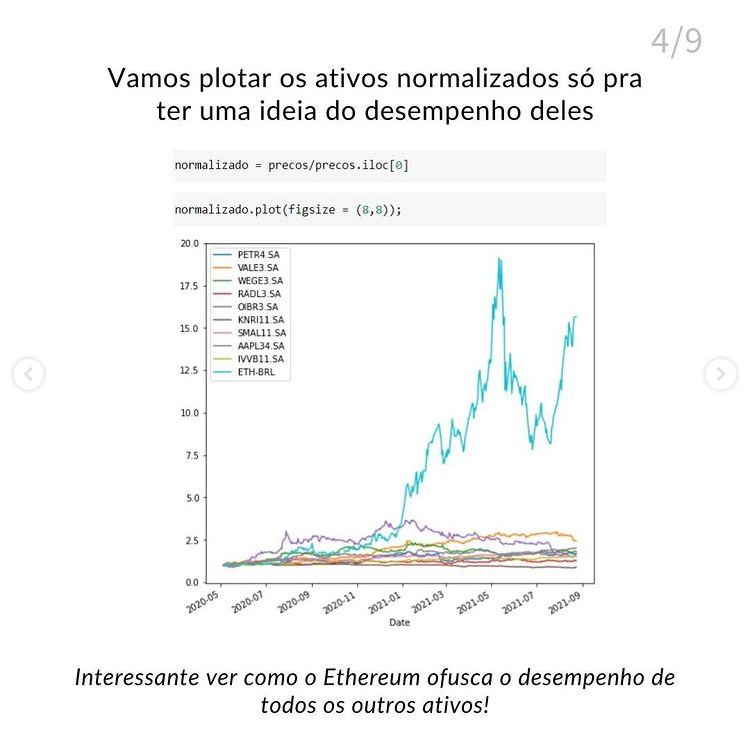 4/9
Vamos plotar os ativos normalizados só pra
ter uma ideia do desempenho deles
normalizado = precos/precos.iloc[0]
normalizado.plot(figsize = (8,8));
20.0
17.5
15.0
12.5
10.0
7.5
5.0
2.5
0.0
PETR4.SA
VALE3.SA
WEGE3.SA
RADL3.SA
OIBR3.SA
KNRI11.SA
SMAL11.SA
AAPL34.SA
IVVB11.SA
ETH-BRL
2020-05
2020-07
2020-09
2020-11
2021-01
2021-03
2021-05
2021-07
2021-09
Date
Interessante ver como o Ethereum ofusca o desempenho de
todos os outros ativos!